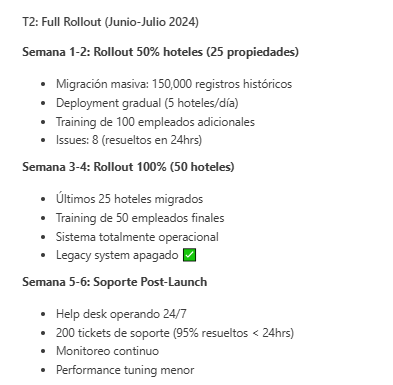 T2: Full Rollout (Junio-Julio 2024)
Semana 1-2: Rollout 50% hoteles (25 propiedades)
• Migración masiva: 150,000 registros históricos
• Deployment gradual (5 hoteles/día)
• Training de 100 empleados adicionales
• Issues: 8 (resueltos en 24hrs)
Semana 3-4: Rollout 100% (50 hoteles)
• Últimos 25 hoteles migrados
• Training de 50 empleados finales
• Sistema totalmente operacional
• Legacy system apagado ✅
Semana 5-6: Soporte Post-Launch
• Help desk operando 24/7
• 200 tickets de soporte (95% resueltos < 24hrs)
• Monitoreo continuo
• Performance tuning menor